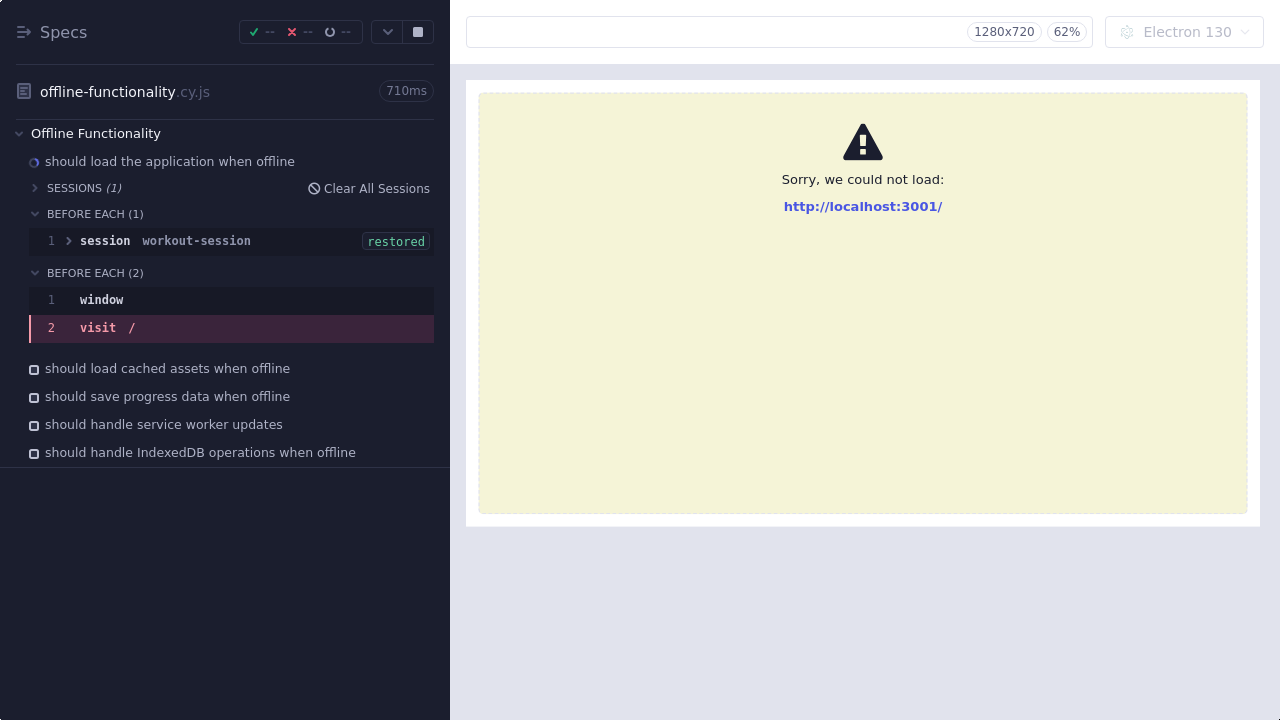 Specs
--
--
--
offline-functionality.cy.js
710ms
Offline Functionality
should load the application when offline
SESSIONS (1)
Clear All Sessions
BEFORE EACH (1)
1 session workout-session restored
BEFORE EACH (2)
1 window
2 visit /
should load cached assets when offline
should save progress data when offline
should handle service worker updates
should handle IndexedDB operations when offline
1280x720
62%
Electron 130
Sorry, we could not load:
http://localhost:3001/